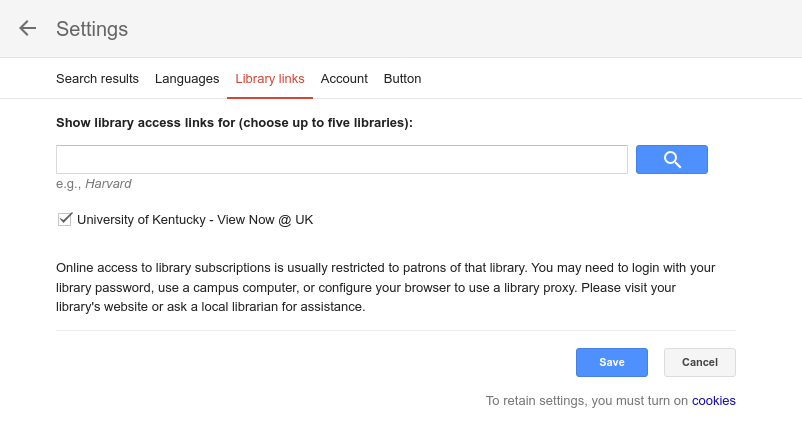 Settings
Search results Languages Library links Account Button
Show library access links for (choose up to five libraries):
e.g., Harvard
University of Kentucky - View Now @ UK
Online access to library subscriptions is usually restricted to patrons of that library. You may need to login with your
library password, use a campus computer, or configure your browser to use a library proxy. Please visit your
library's website or ask a local librarian for assistance.
Save Cancel
To retain settings, you must turn on cookies